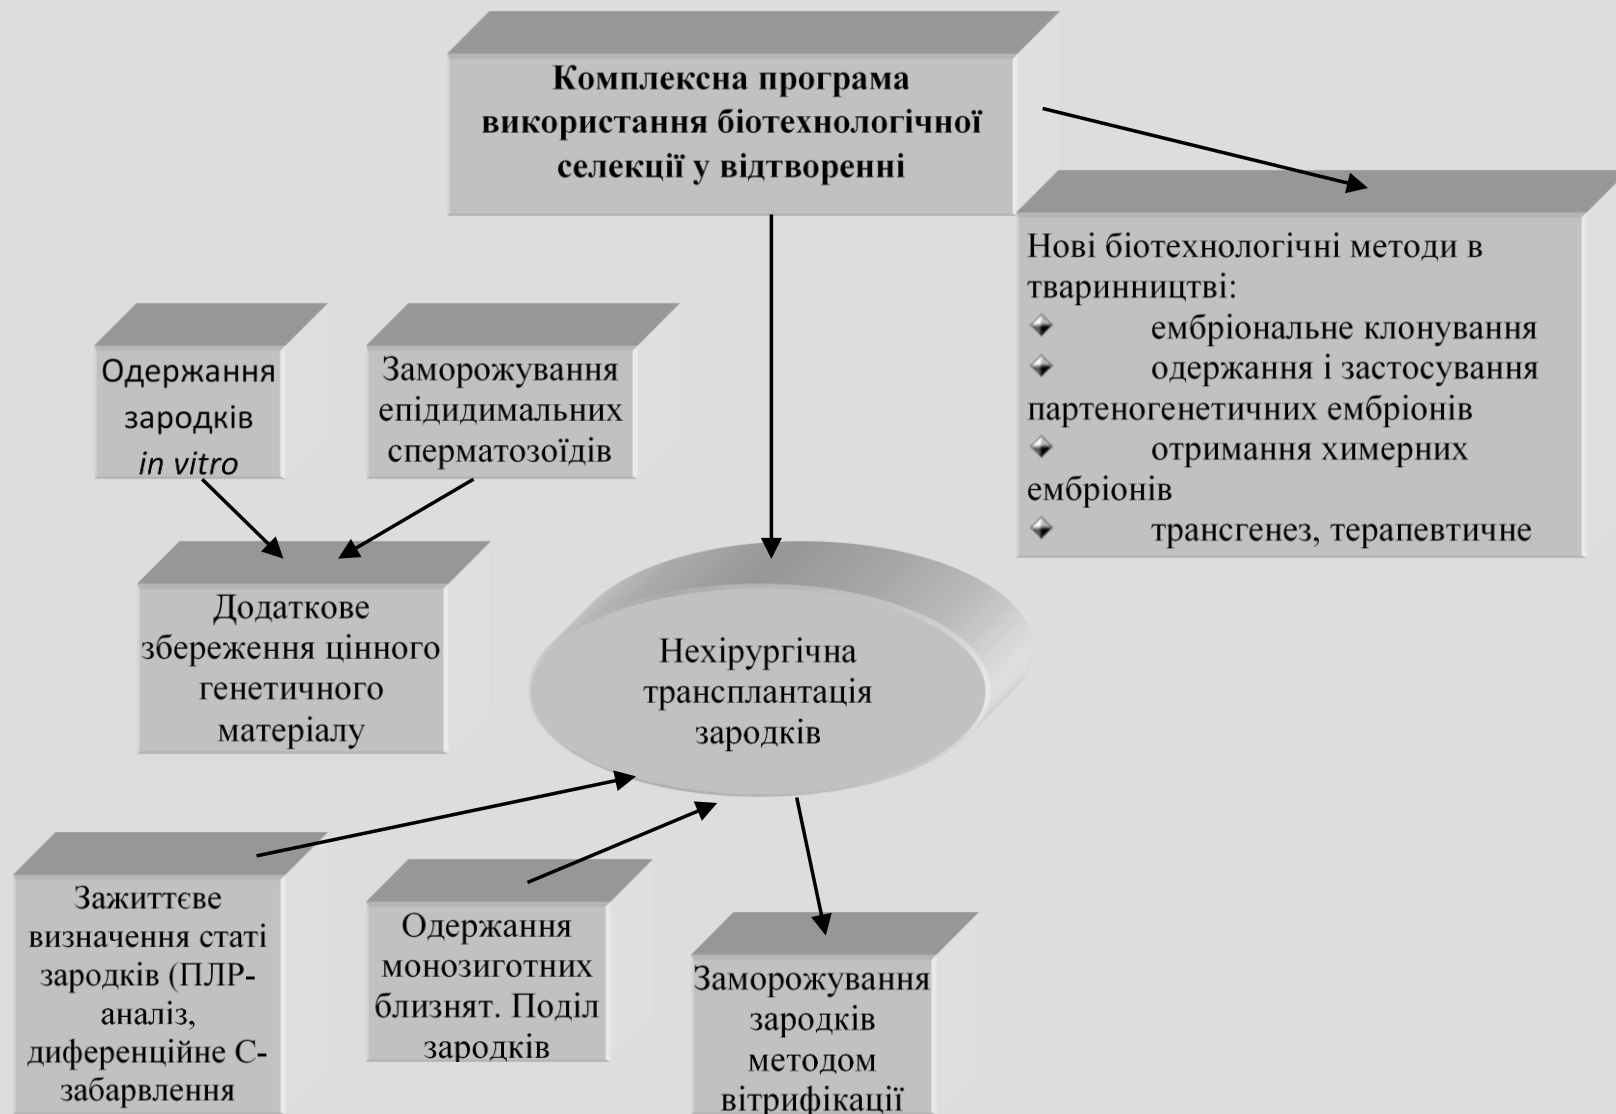 Комплексна програма
використання біотехнологічної
селекції у відтворенні
Нові біотехнологічні методи в
тваринництві:
ембріональне клонування
одержання і застосування
партеногенетичних ембріонів
отримання химерних
ембріонів
трансгенез, терапевтичне
Одержання
зародків
in vitro
Заморожування
епідидимальних
сперматозоїдів
Додаткове
збереження цінного
генетичного
матеріалу
Нехірургічна
трансплантація
зародків
Зажиттєве
визначення статі
зародків (ПЛР-
аналіз,
диференційне С-
забарвлення
Одержання
монозиготних
близнят. Поділ
зародків
Заморожування
зародків
методом
вітрифікації